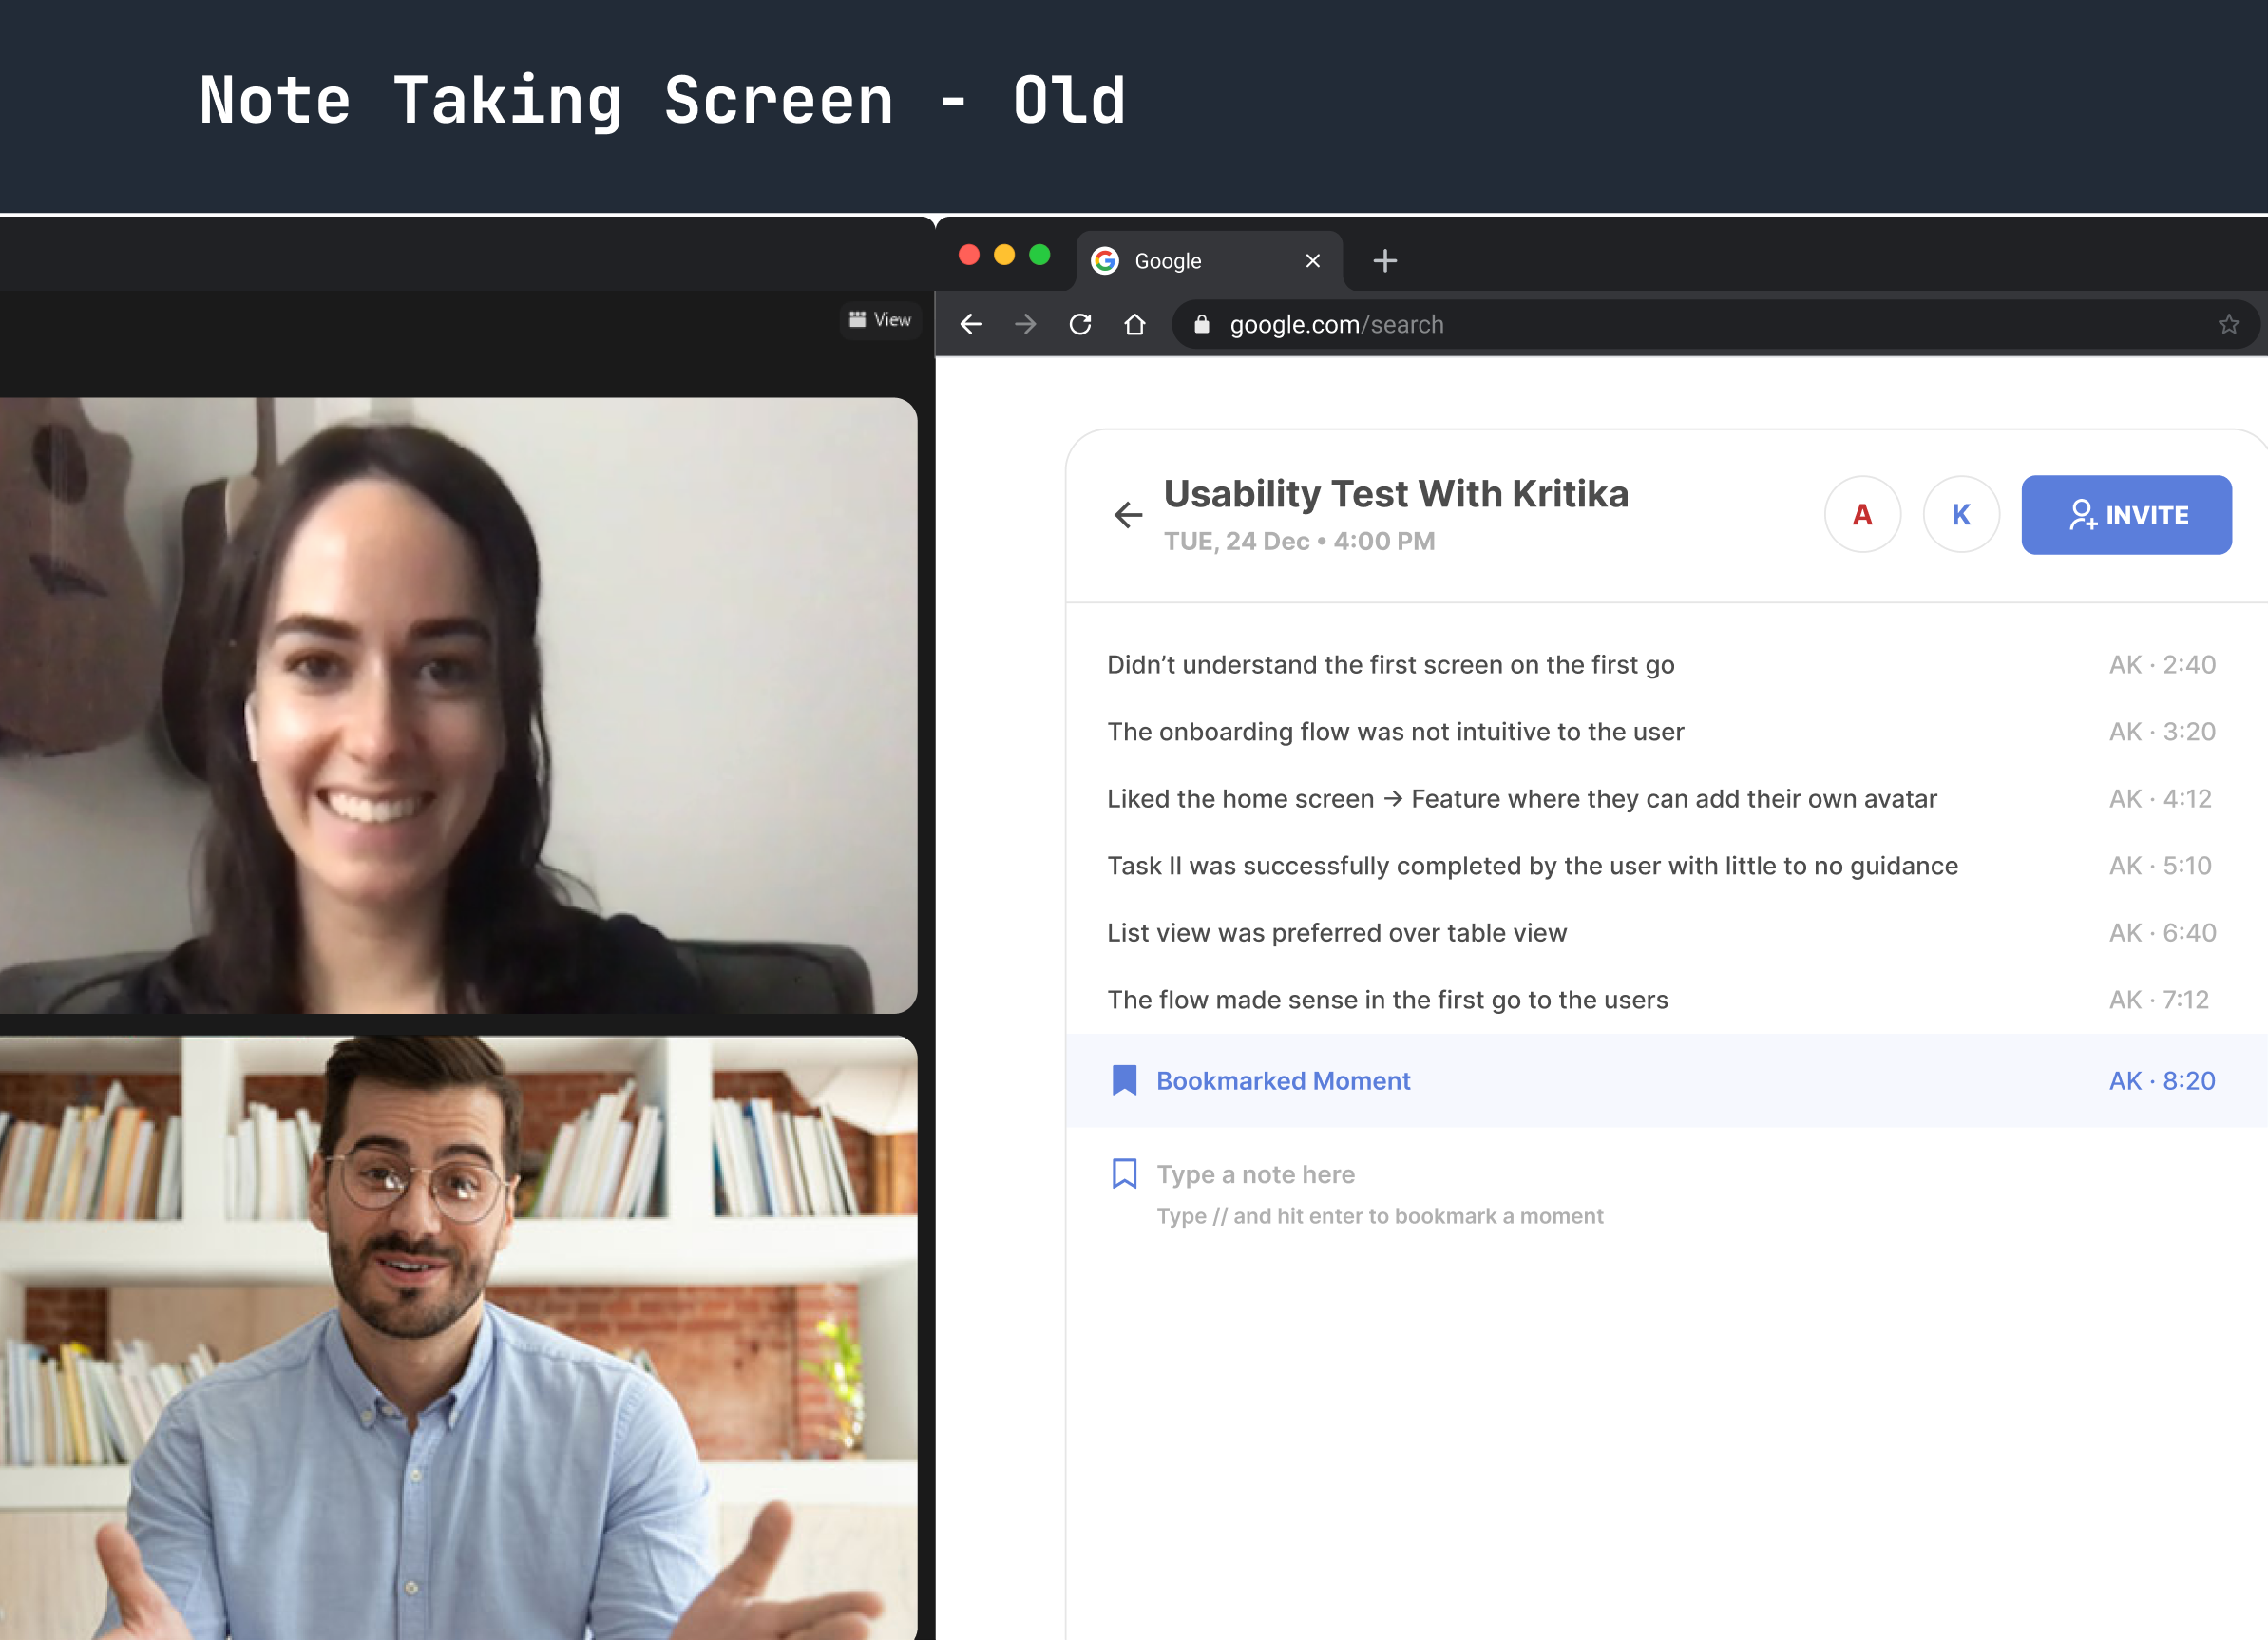 Note Taking Screen - Old
View
Google
google.com/search
Usability Test With Kritika
TUE, 24 Dec • 4:00 PM
A
K
INVITE
Didn’t understand the first screen on the first go AK · 2:40
The onboarding flow was not intuitive to the user AK · 3:20
Liked the home screen → Feature where they can add their own avatar AK · 4:12
Task II was successfully completed by the user with little to no guidance AK · 5:10
List view was preferred over table view AK · 6:40
The flow made sense in the first go to the users AK · 7:12
Bookmarked Moment AK · 8:20
Type a note here
Type // and hit enter to bookmark a moment